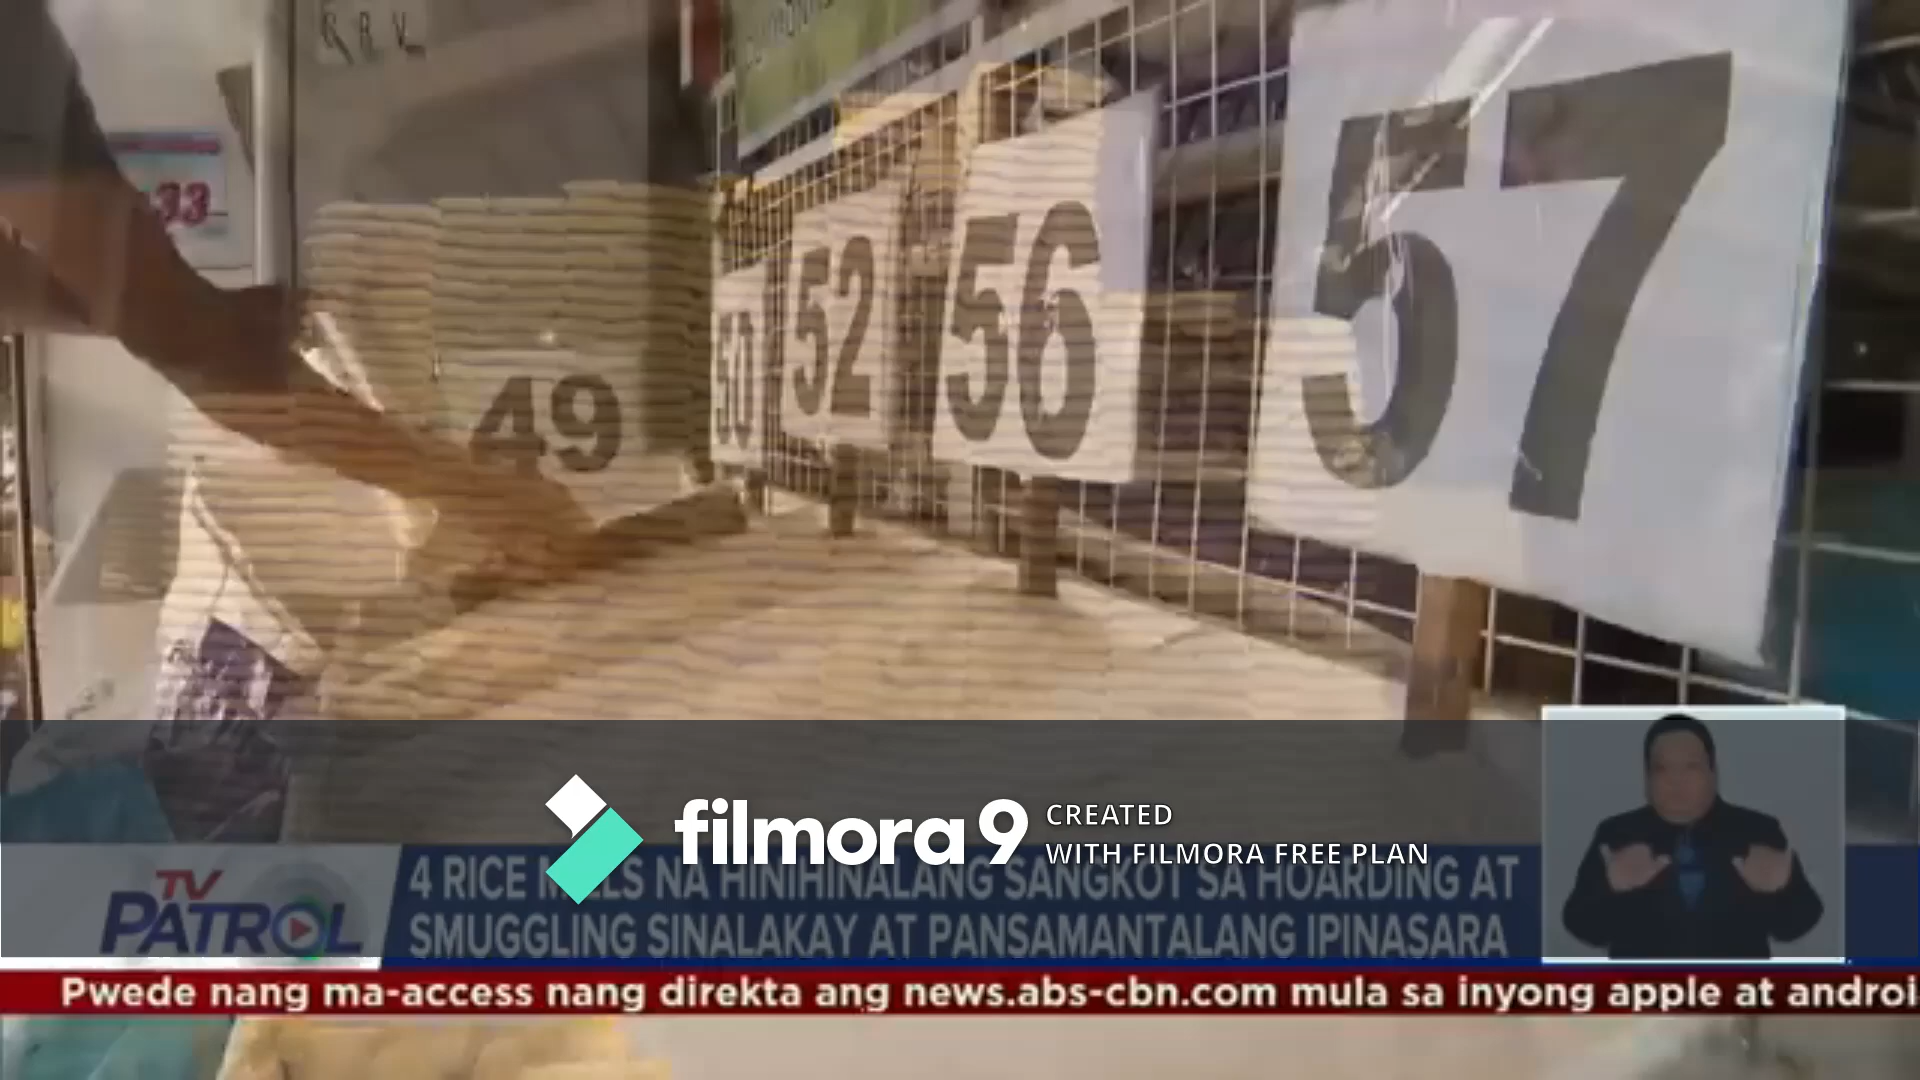 33
49
50
52
56
57
filmora9 CREATED
WITH FILMORA FREE PLAN
TV
PATROL
4 RICE MILLS NA HINIHINALANG SANGKOT SA HOARDING AT
SMUGGLING SINALAKAY AT PANSAMANTALANG IPINASARA
Pwede nang ma-access nang direkta ang news.abs-cbn.com mula sa inyong apple at androi